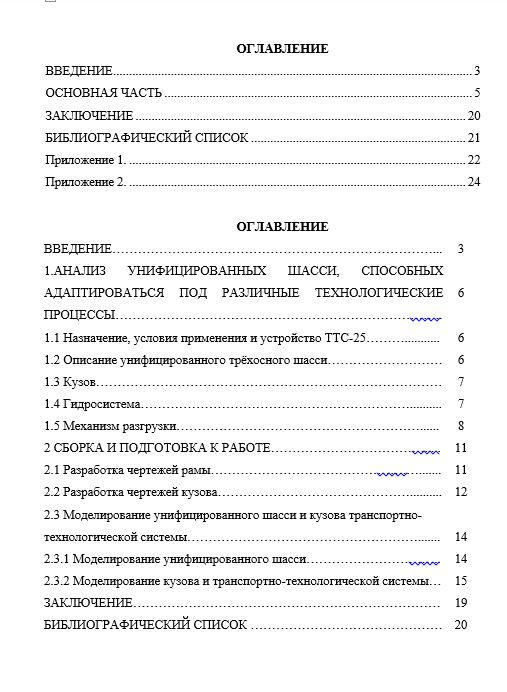 ОГЛАВЛЕНИЕ
ВВЕДЕНИЕ........................................................................................................ 3
ОСНОВНАЯ ЧАСТЬ ........................................................................................ 5
ЗАКЛЮЧЕНИЕ ................................................................................................ 20
БИБЛИОГРАФИЧЕСКИЙ СПИСОК .............................................................. 21
Приложение 1. .................................................................................................. 22
Приложение 2. .................................................................................................. 24
ОГЛАВЛЕНИЕ
ВВЕДЕНИЕ…………………………………………………………………... 3
1.АНАЛИЗ УНИФИЦИРОВАННЫХ ШАССИ, СПОСОБНЫХ
АДАПТИРОВАТЬСЯ ПОД РАЗЛИЧНЫЕ ТЕХНОЛОГИЧЕСКИЕ 6
ПРОЦЕССЫ…………………………………………………………………
1.1 Назначение, условия применения и устройство ТТС-25………........... 6
1.2 Описание унифицированного трёхосного шасси……………………… 6
1.3 Кузов……………………………………………………………………… 7
1.4 Гидросистема……………………………………………………….......... 7
1.5 Механизм разгрузки………………………………………………...…... 8
2 СБОРКА И ПОДГОТОВКА К РАБОТЕ………………………………… 11
2.1 Разработка чертежей рамы……………………………………………… 11
2.2 Разработка чертежей кузова……………………………………….......... 12
2.3 Моделирование унифицированного шасси и кузова транспортно-
технологической системы………………………………………………....... 14
2.3.1 Моделирование унифицированного шасси…………………………… 14
2.3.2 Моделирование кузова и транспортно-технологической системы… 15
ЗАКЛЮЧЕНИЕ……………………………………………………………… 19
БИБЛИОГРАФИЧЕСКИЙ СПИСОК ……………………………………… 20